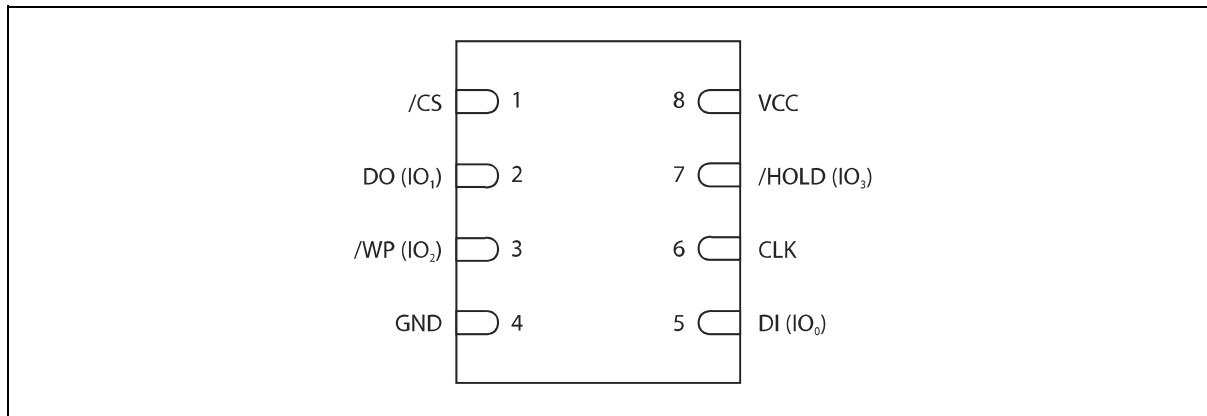 /CS 1 8 VCC
DO (IO₁) 2 7 /HOLD (IO₃)
/WP (IO₂) 3 6 CLK
GND 4 5 DI (IO₀)